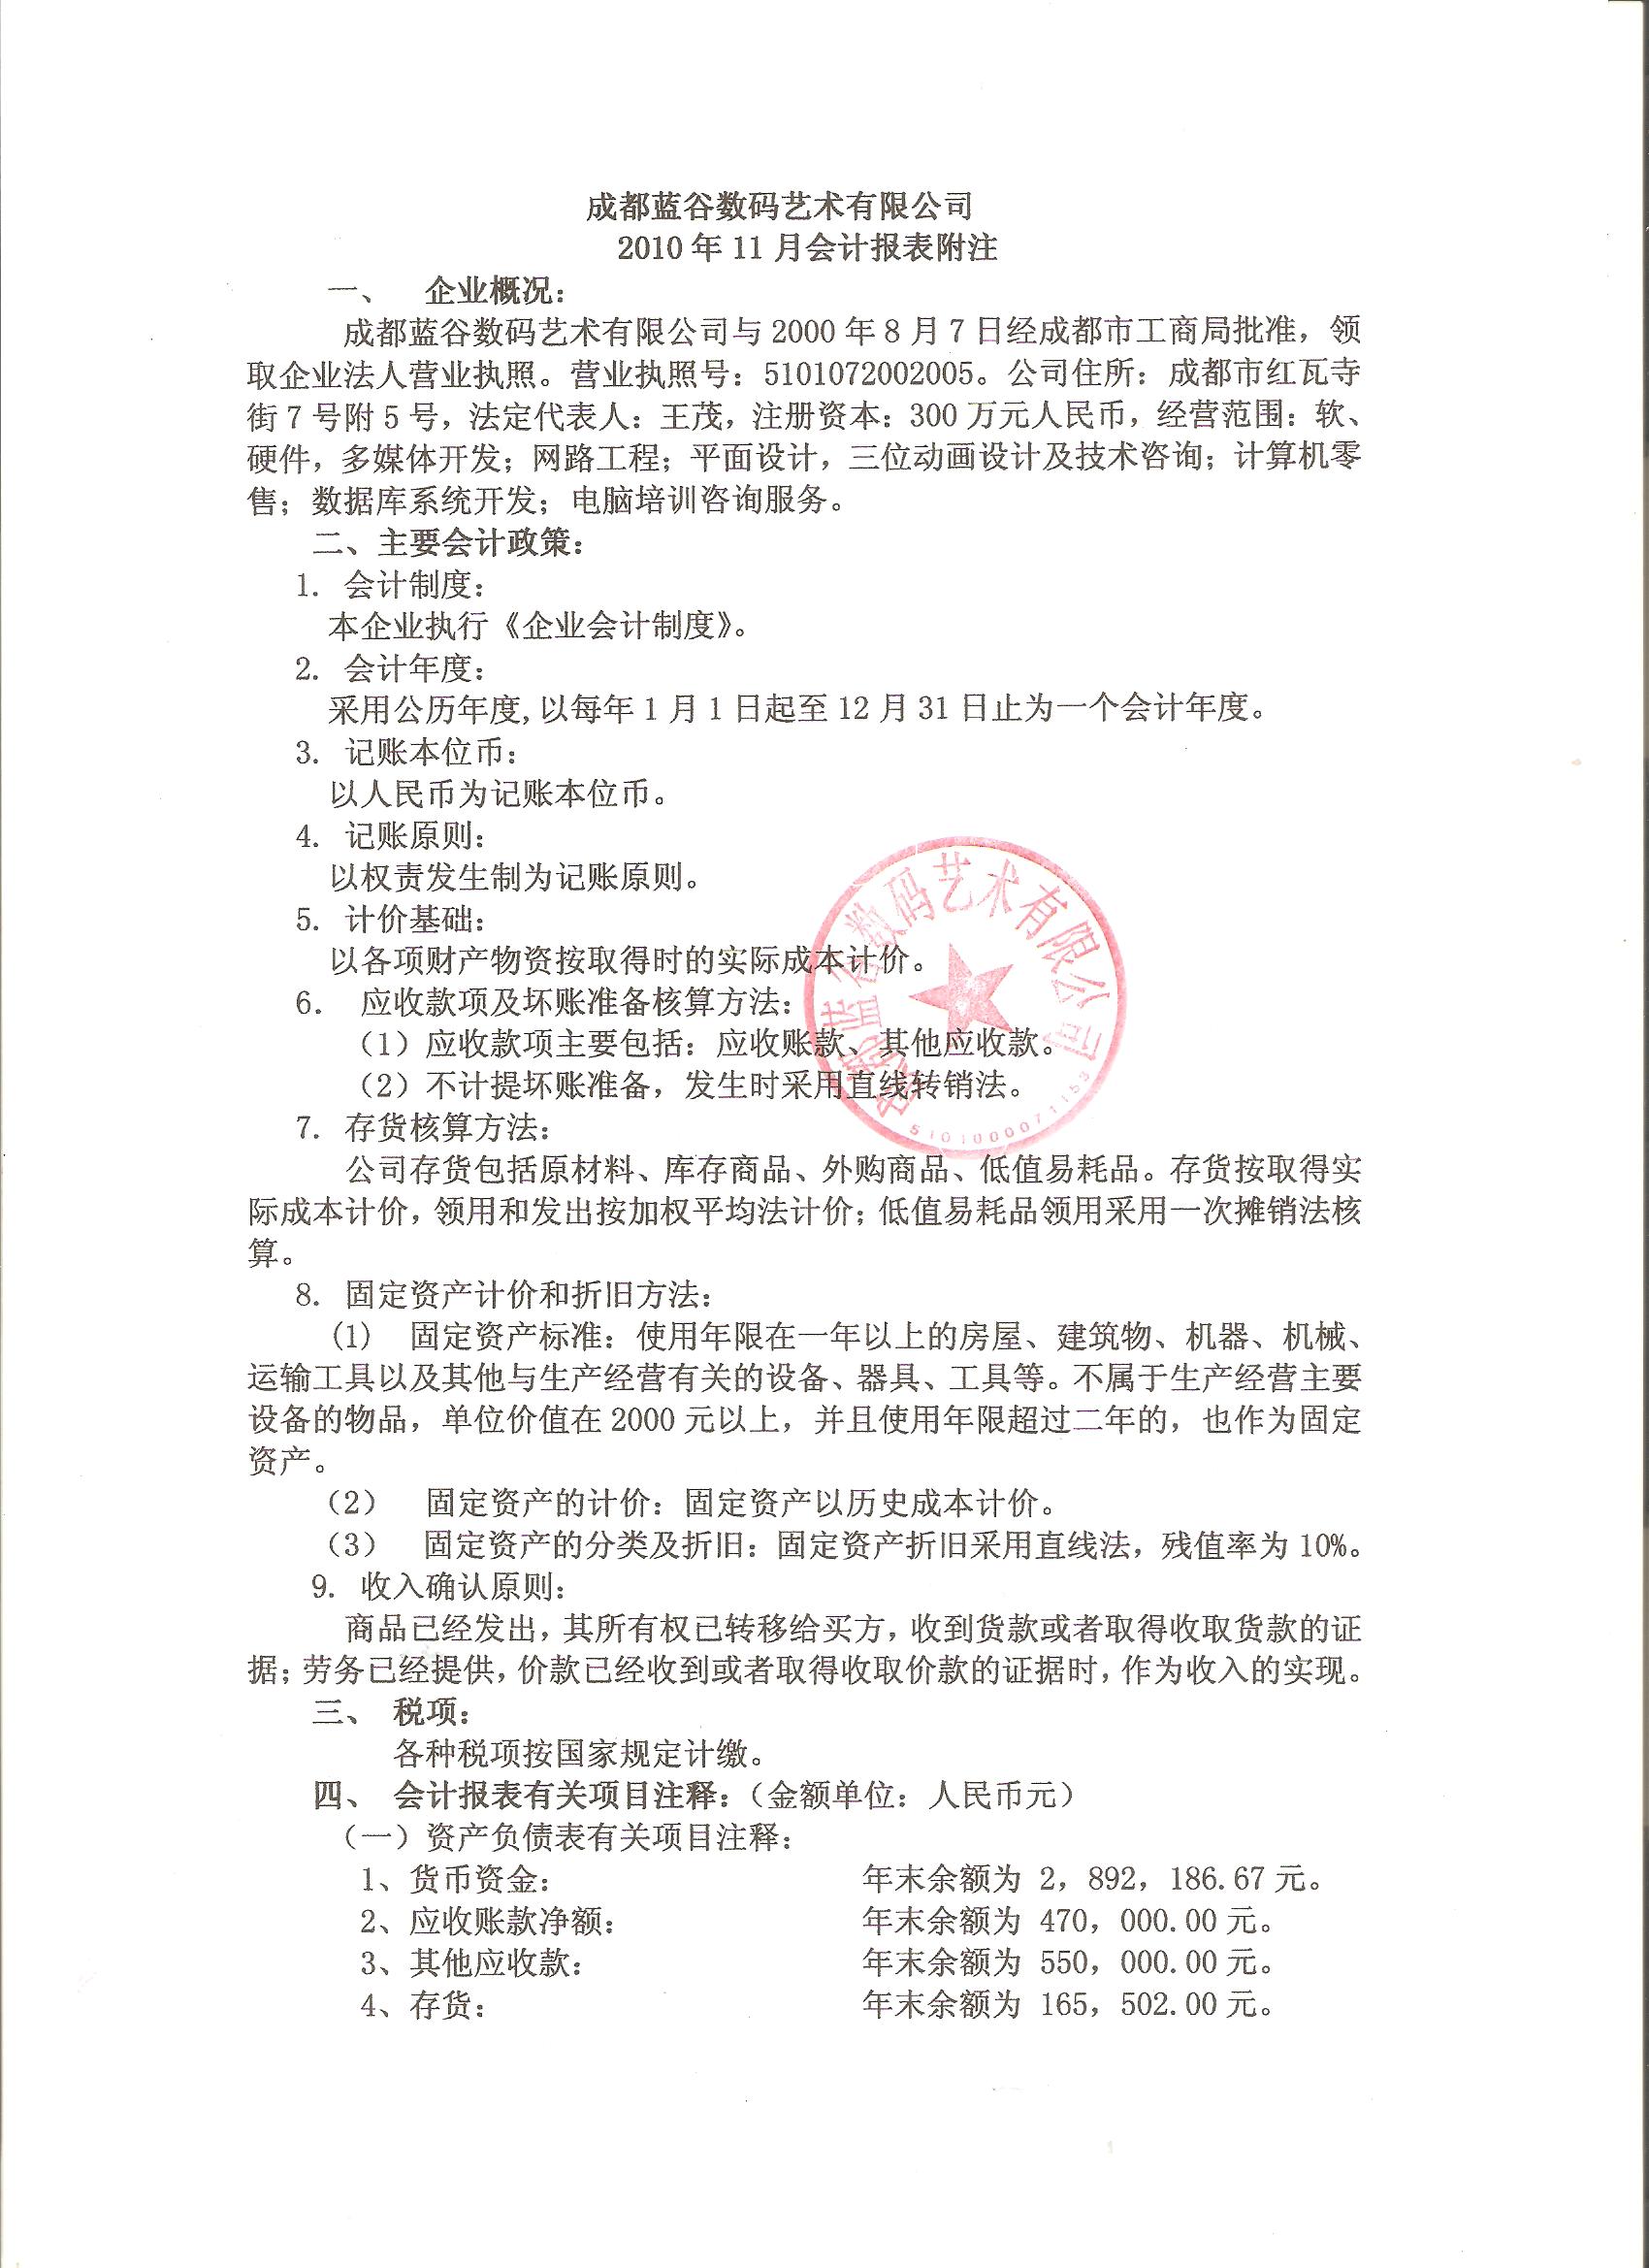 成都蓝谷数码艺术有限公司
2010年11月会计报表附注
一、 企业概况：
成都蓝谷数码艺术有限公司与2000年8月7日经成都市工商局批准，领
取企业法人营业执照。营业执照号：5101072002005。公司住所：成都市红瓦寺
街7号附5号，法定代表人：王茂，注册资本：300万元人民币，经营范围：软、
硬件，多媒体开发；网路工程；平面设计，三位动画设计及技术咨询；计算机零
售；数据库系统开发；电脑培训咨询服务。
二、主要会计政策：
1. 会计制度：
本企业执行《企业会计制度》。
2. 会计年度：
采用公历年度,以每年1月1日起至12月31日止为一个会计年度。
3. 记账本位币：
以人民币为记账本位币。
4. 记账原则：
以权责发生制为记账原则。
5. 计价基础：
以各项财产物资按取得时的实际成本计价。
6. 应收款项及坏账准备核算方法：
（1）应收款项主要包括：应收账款、其他应收款。
（2）不计提坏账准备，发生时采用直线转销法。
成都蓝谷数码艺术有限公司
5101000071153
7. 存货核算方法：
公司存货包括原材料、库存商品、外购商品、低值易耗品。存货按取得实
际成本计价，领用和发出按加权平均法计价；低值易耗品领用采用一次摊销法核
算。
8. 固定资产计价和折旧方法：
(1) 固定资产标准：使用年限在一年以上的房屋、建筑物、机器、机械、
运输工具以及其他与生产经营有关的设备、器具、工具等。不属于生产经营主要
设备的物品，单位价值在2000元以上，并且使用年限超过二年的，也作为固定
资产。
（2） 固定资产的计价：固定资产以历史成本计价。
（3） 固定资产的分类及折旧：固定资产折旧采用直线法，残值率为10%。
9. 收入确认原则：
商品已经发出，其所有权已转移给买方，收到货款或者取得收取货款的证
据；劳务已经提供，价款已经收到或者取得收取价款的证据时，作为收入的实现。
三、 税项：
各种税项按国家规定计缴。
四、 会计报表有关项目注释：（金额单位：人民币元）
（一）资产负债表有关项目注释：
1、货币资金： 年末余额为 2，892，186.67元。
2、应收账款净额： 年末余额为 470，000.00元。
3、其他应收款： 年末余额为 550，000.00元。
4、存货： 年末余额为 165，502.00元。